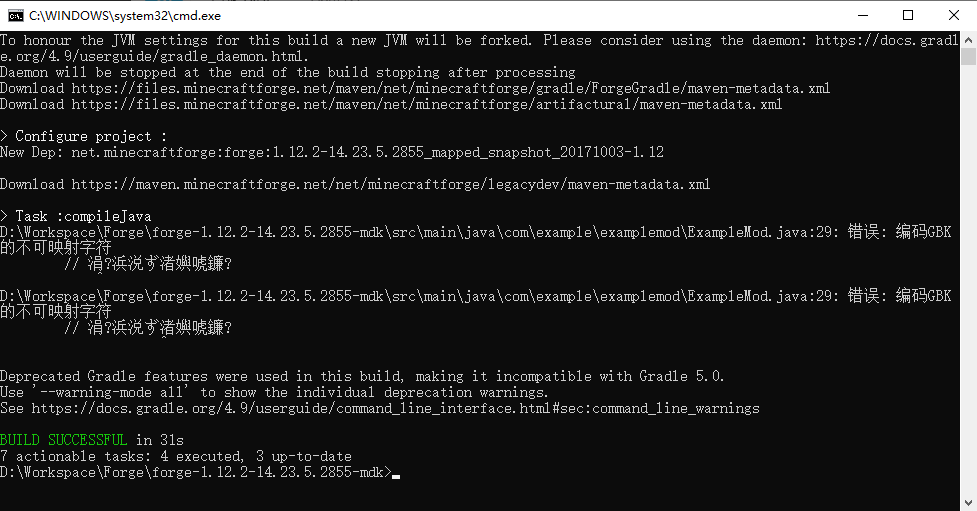 C:\WINDOWS\system32\cmd.exe
To honour the JVM settings for this build a new JVM will be forked. Please consider using the daemon: https://docs.gradl
e.org/4.9/userguide/gradle_daemon.html.
Daemon will be stopped at the end of the build stopping after processing
Download https://files.minecraftforge.net/maven/net/minecraftforge/gradle/ForgeGradle/maven-metadata.xml
Download https://files.minecraftforge.net/maven/net/minecraftforge/artifactural/maven-metadata.xml
> Configure project :
New Dep: net.minecraftforge:forge:1.12.2-14.23.5.2855_mapped_snapshot_20171003-1.12
Download https://maven.minecraftforge.net/net/minecraftforge/legacydev/maven-metadata.xml
> Task :compileJava
D:\Workspace\Forge\forge-1.12.2-14.23.5.2855-mdk\src\main\java\com\example\examplemod\ExampleMod.java:29: 错误: 编码GBK
的不可映射字符
// 涓?浜涚ず渚嬩唬鐮?
^
D:\Workspace\Forge\forge-1.12.2-14.23.5.2855-mdk\src\main\java\com\example\examplemod\ExampleMod.java:29: 错误: 编码GBK
的不可映射字符
// 涓?浜涚ず渚嬩唬鐮?
^
Deprecated Gradle features were used in this build, making it incompatible with Gradle 5.0.
Use '--warning-mode all' to show the individual deprecation warnings.
See https://docs.gradle.org/4.9/userguide/command_line_interface.html#sec:command_line_warnings
BUILD SUCCESSFUL in 31s
7 actionable tasks: 4 executed, 3 up-to-date
D:\Workspace\Forge\forge-1.12.2-14.23.5.2855-mdk>